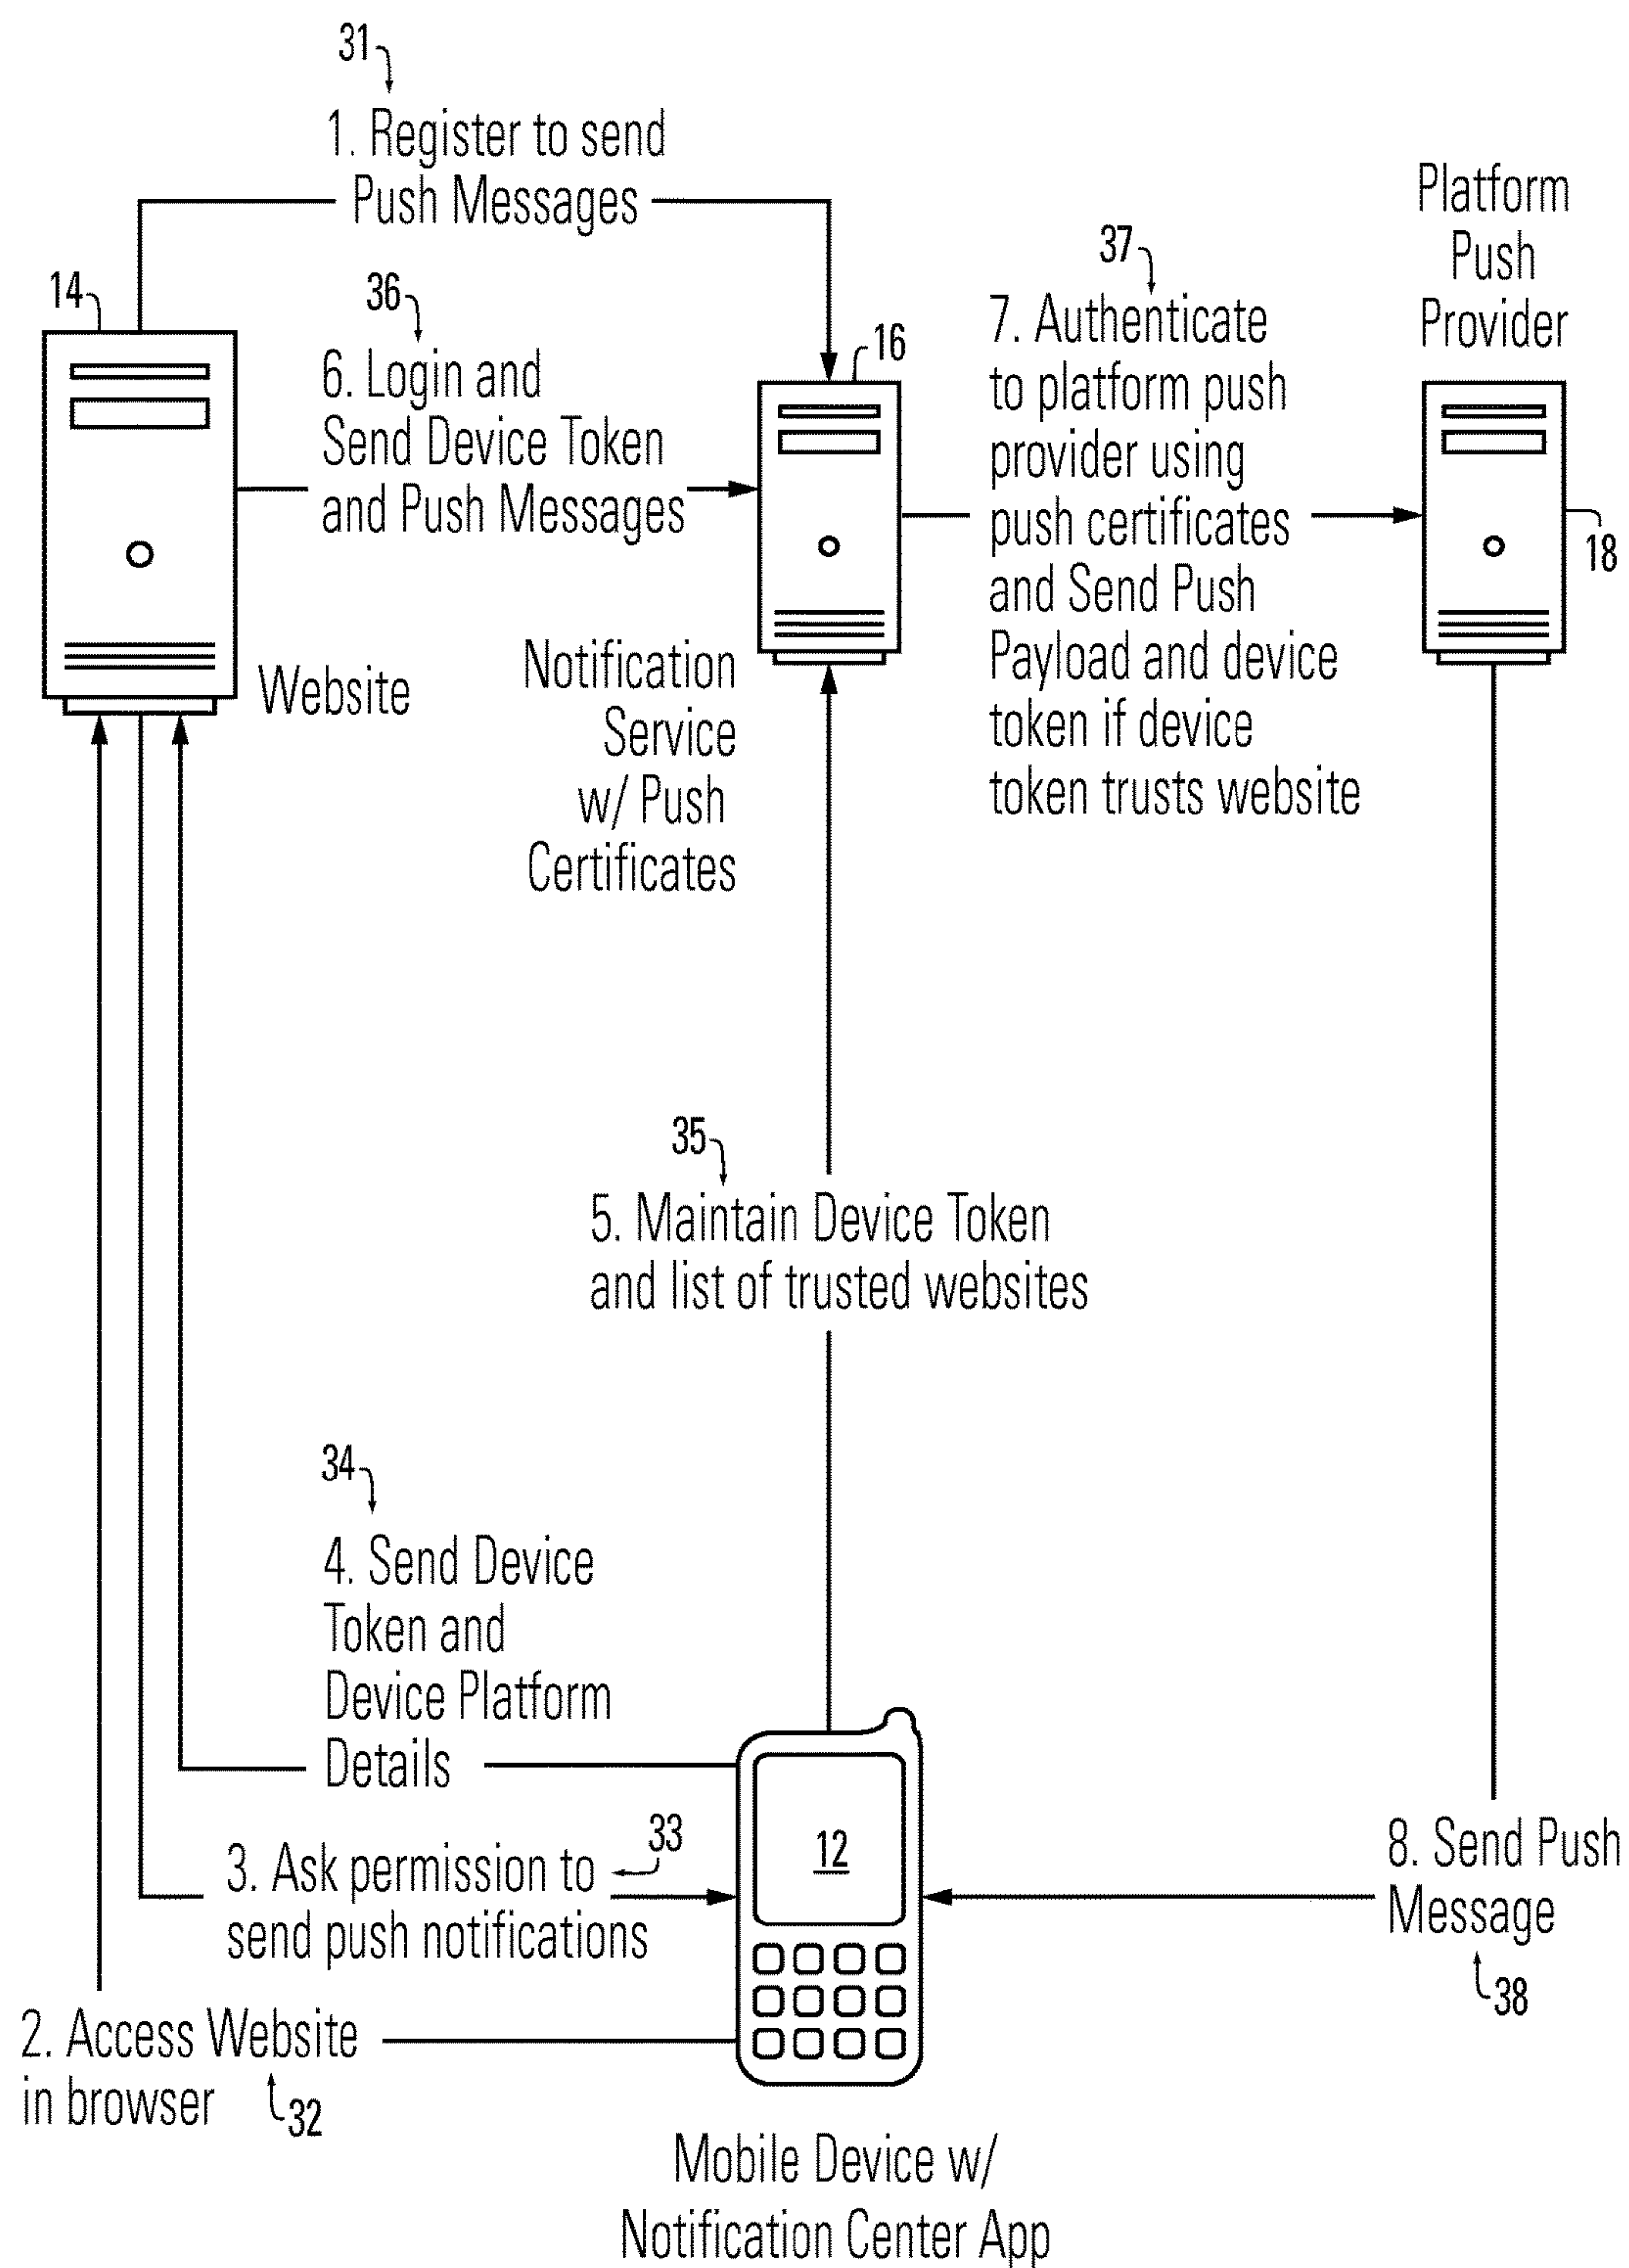 31
1. Register to send
Push Messages
Platform
Push
Provider
37
14
36
7. Authenticate
to platform push
provider using
push certificates
and Send Push
Payload and device
token if device
token trusts website
16
6. Login and
Send Device Token
and Push Messages
18
Website
Notification
Service
w/ Push
Certificates
35
5. Maintain Device Token
and list of trusted websites
34
4. Send Device
Token and
Device Platform
Details
33
3. Ask permission to
send push notifications
12
8. Send Push
Message
38
2. Access Website
in browser
32
Mobile Device w/
Notification Center App